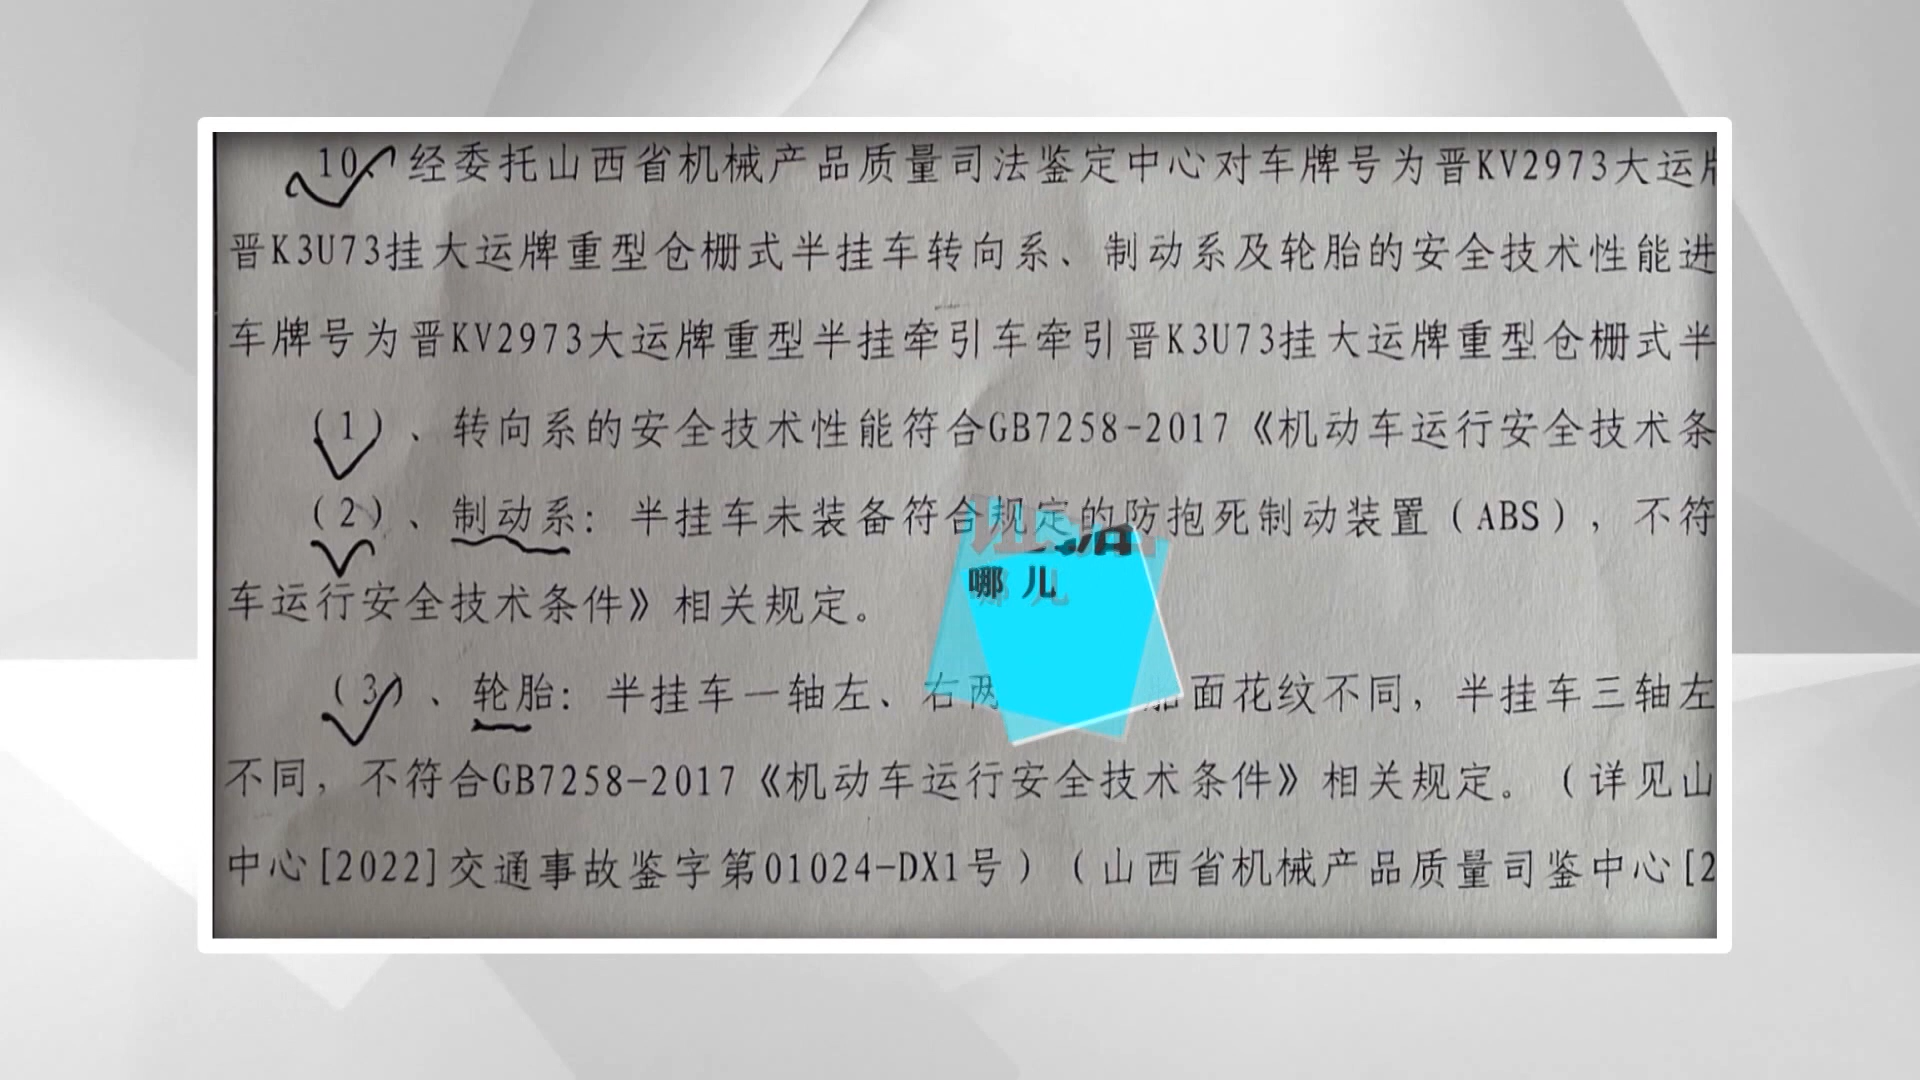 10、经委托山西省机械产品质量司法鉴定中心对车牌号为晋KV2973大运
晋K3U73挂大运牌重型仓栅式半挂车转向系、制动系及轮胎的安全技术性能进
车牌号为晋KV2973大运牌重型半挂牵引车牵引晋K3U73挂大运牌重型仓栅式半
(1)、转向系的安全技术性能符合GB7258-2017《机动车运行安全技术条
(2)、制动系：半挂车未装备符合规定的防抱死制动装置(ABS)，不符
车运行安全技术条件》相关规定。
哪儿
(3)、轮胎：半挂车一轴左、右两 面花纹不同，半挂车三轴左
不同，不符合GB7258-2017《机动车运行安全技术条件》相关规定。(详见山
中心[2022]交通事故鉴字第01024-DX1号)(山西省机械产品质量司鉴中心[2